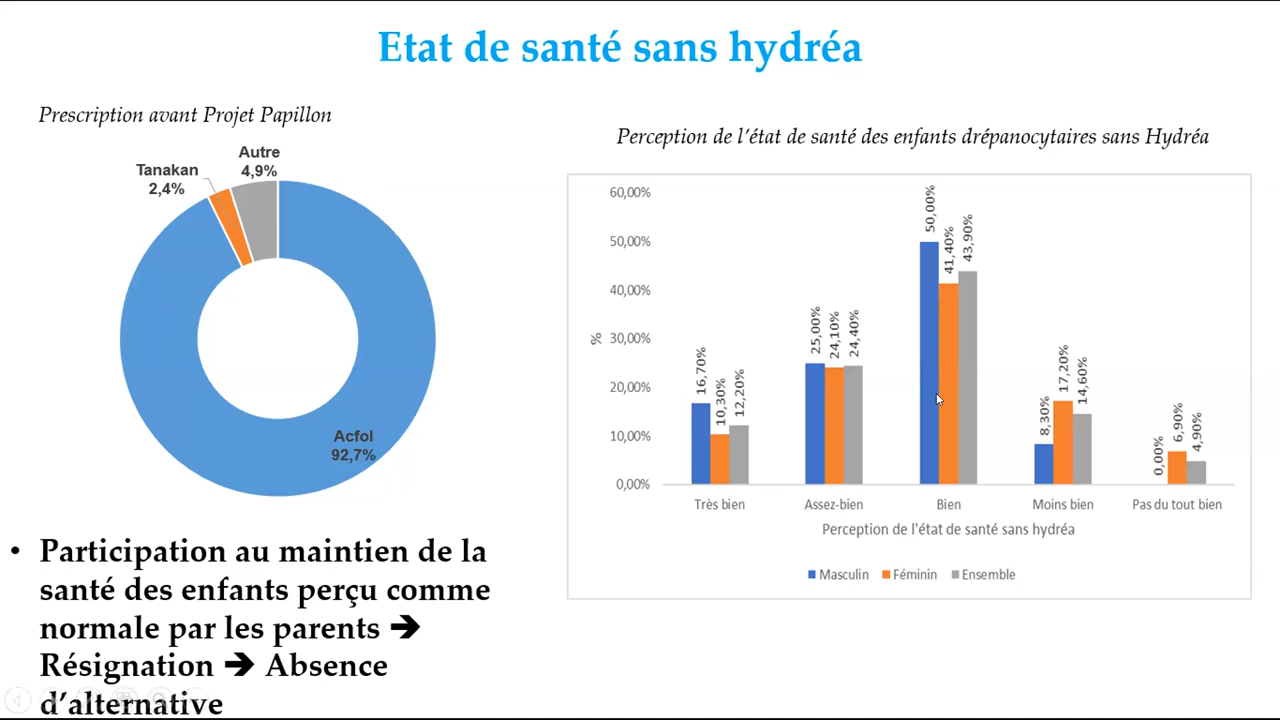 Etat de santé sans hydréa
Prescription avant Projet Papillon
Autre
4,9%
Tanakan
2,4%
Acfol
92,7%
• Participation au maintien de la
santé des enfants perçu comme
normale par les parents ➔
Résignation ➔ Absence
d'alternative
Perception de l'état de santé des enfants drépanocytaires sans Hydréa
60,00%
50,00%
40,00%
30,00%
20,00%
10,00%
0,00%
%
16,70%
10,30%
12,20%
25,00%
24,10%
24,40%
50,00%
41,40%
43,90%
8,30%
17,20%
14,60%
0,00%
6,90%
4,90%
Très bien
Assez-bien
Bien
Moins bien
Pas du tout bien
Perception de l'état de santé sans hydréa
Masculin
Féminin
Ensemble